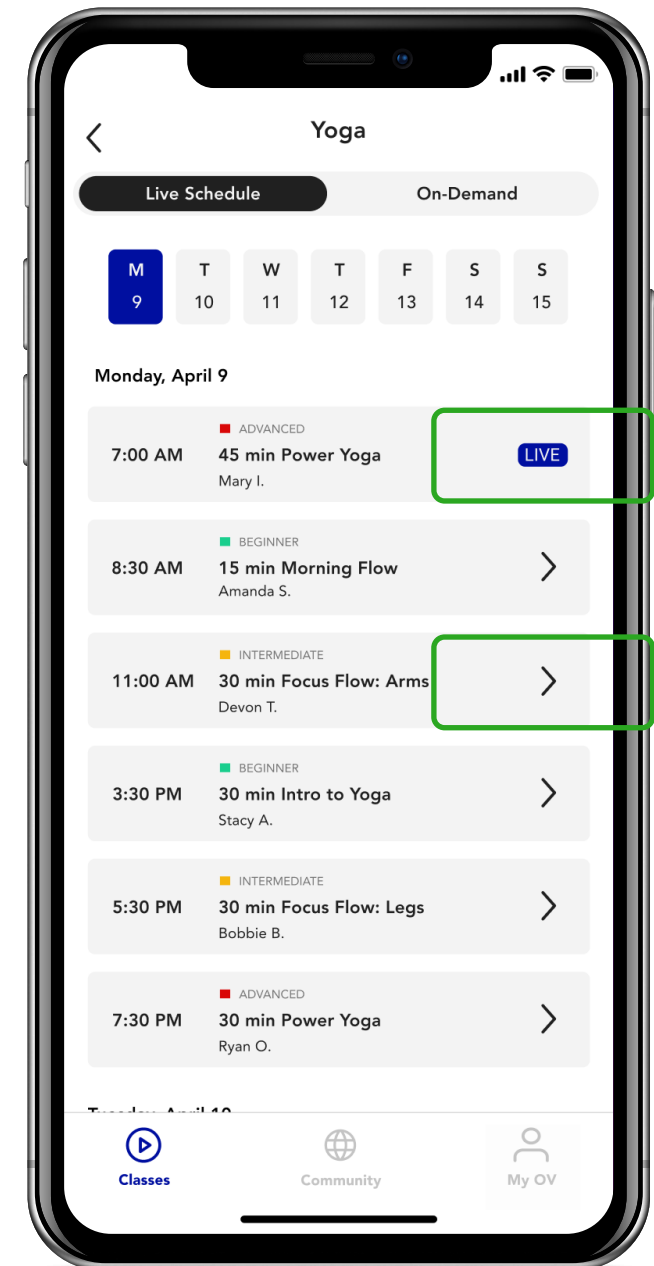 Yoga
Live Schedule On-Demand
M T W T F S S
9 10 11 12 13 14 15
Monday, April 9
ADVANCED
7:00 AM 45 min Power Yoga LIVE
Mary I.
BEGINNER
8:30 AM 15 min Morning Flow
Amanda S.
INTERMEDIATE
11:00 AM 30 min Focus Flow: Arms
Devon T.
BEGINNER
3:30 PM 30 min Intro to Yoga
Stacy A.
INTERMEDIATE
5:30 PM 30 min Focus Flow: Legs
Bobbie B.
ADVANCED
7:30 PM 30 min Power Yoga
Ryan O.
Tuesday, April 10
Classes Community My OV